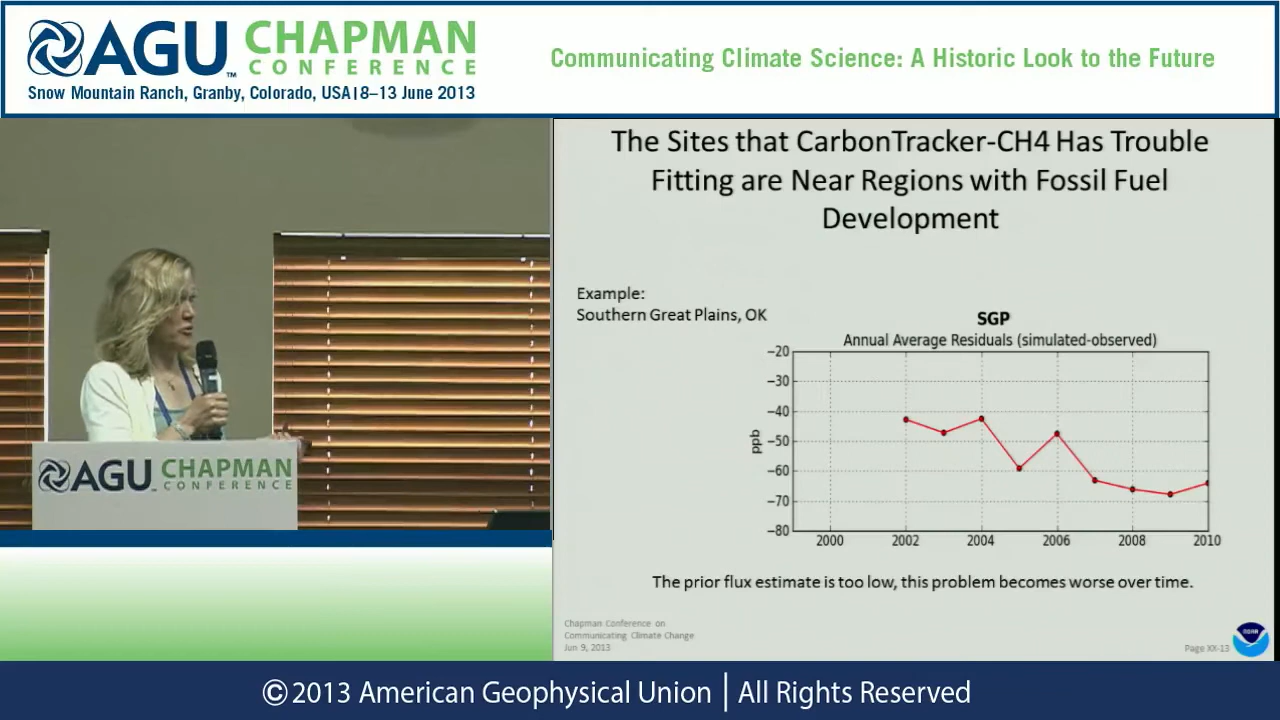 AGU CHAPMAN
CONFERENCE
Snow Mountain Ranch, Granby, Colorado, USA|8–13 June 2013
Communicating Climate Science: A Historic Look to the Future
The Sites that CarbonTracker-CH4 Has Trouble
Fitting are Near Regions with Fossil Fuel
Development
Example:
Southern Great Plains, OK
SGP
Annual Average Residuals (simulated-observed)
−20
−30
−40
−50
−60
−70
−80
ppb
2000 2002 2004 2006 2008 2010
The prior flux estimate is too low, this problem becomes worse over time.
Chapman Conference on
Communicating Climate Change
Jun 9, 2013
Page XX-13
NOAA
AGU CHAPMAN
CONFERENCE
©2013 American Geophysical Union | All Rights Reserved